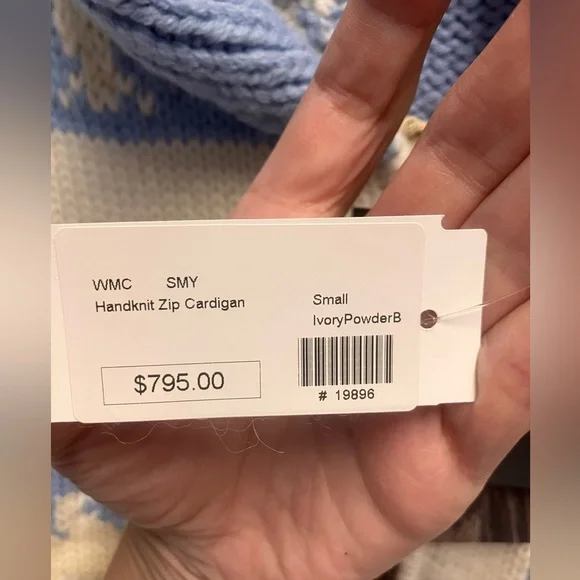 WMC SMY
Handknit Zip Cardigan
Small
IvoryPowderB
$795.00
# 19896